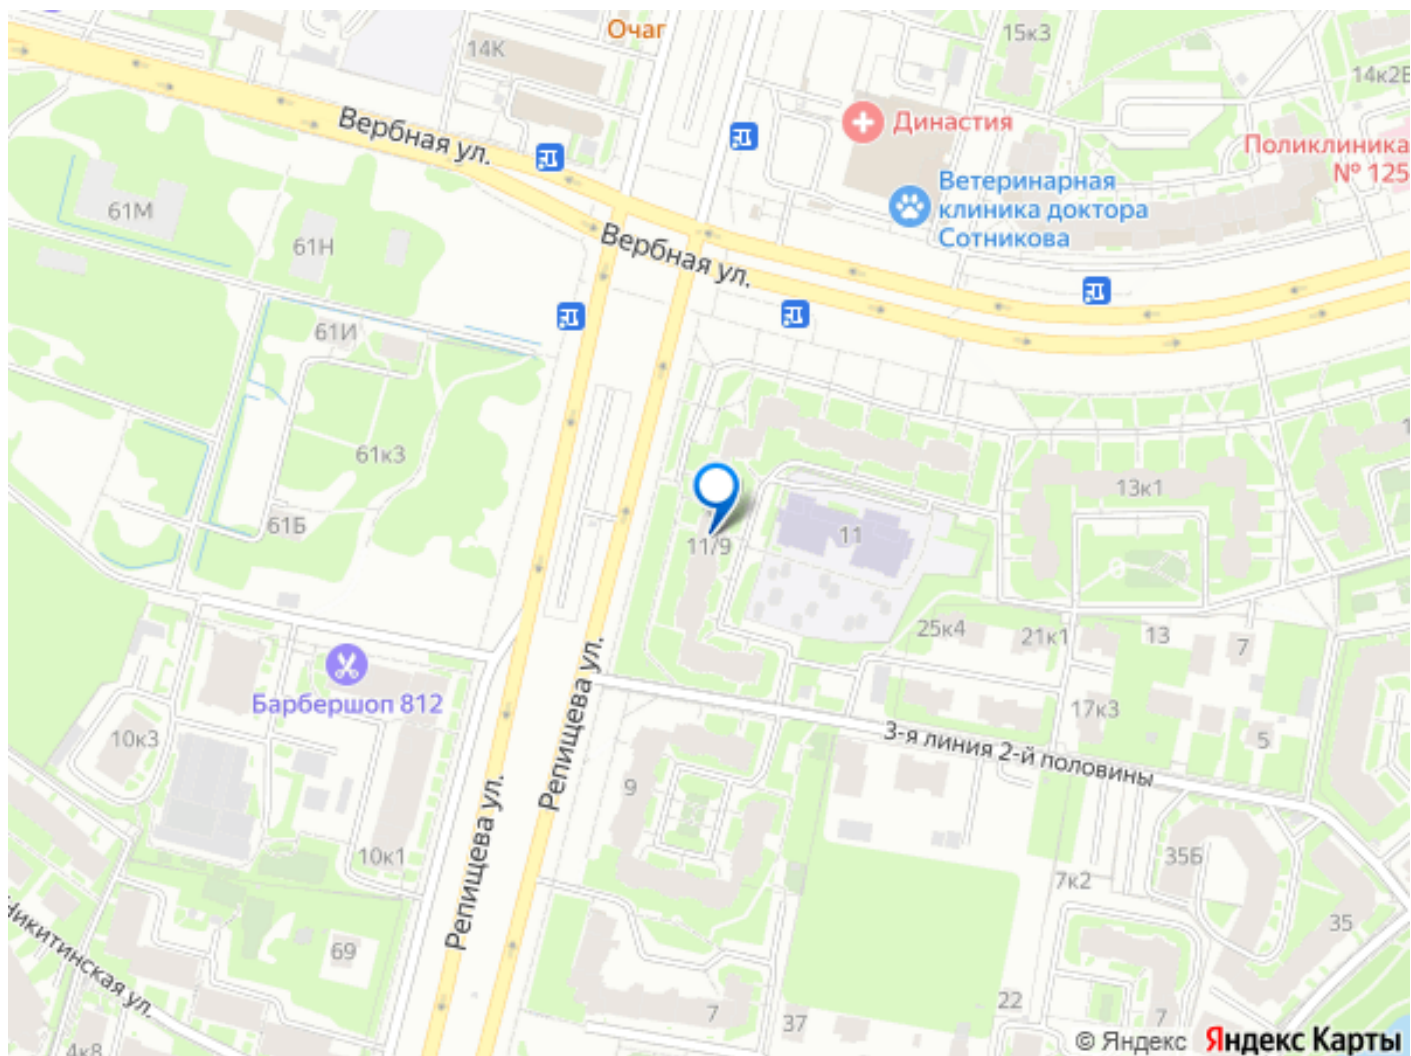 Очаг
15к3
14К
14к2В
Вербная ул.
Династия
Поликлиника
№ 125
Ветеринарная
клиника доктора
Сотникова
61М
61Н
Вербная ул.
61И
61к3
13к1
61Б
11/9
11
25к4
21к1
13
7
Барбершоп 812
Репищева ул.
17к3
10к3
3-я линия 2-й половины
5
9
Репищева ул.
10к1
35Б
7к2
35
69
Никитинская ул.
22
7
37
7
4к8
© Яндекс Яндекс Карты